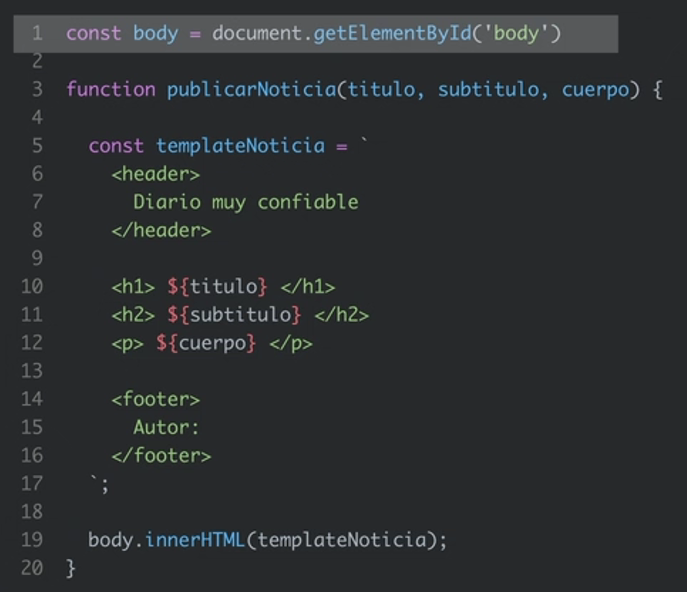 1 const body = document.getElementById('body')
2
3 function publicarNoticia(titulo, subtitulo, cuerpo) {
4
5   const templateNoticia = `
6     <header>
7       Diario muy confiable
8     </header>
9
10     <h1> ${titulo} </h1>
11     <h2> ${subtitulo} </h2>
12     <p> ${cuerpo} </p>
13
14     <footer>
15       Autor:
16     </footer>
17   `;
18
19   body.innerHTML(templateNoticia);
20 }